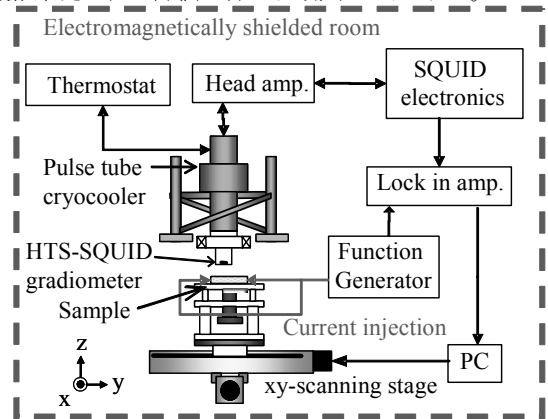 Electromagnetically shielded room
Thermostat
Head amp.
SQUID
electronics
Pulse tube
cryocooler
Lock in amp.
HTS-SQUID
gradiometer
Function
Generator
Sample
Current injection
z
y
x
xy-scanning stage
PC